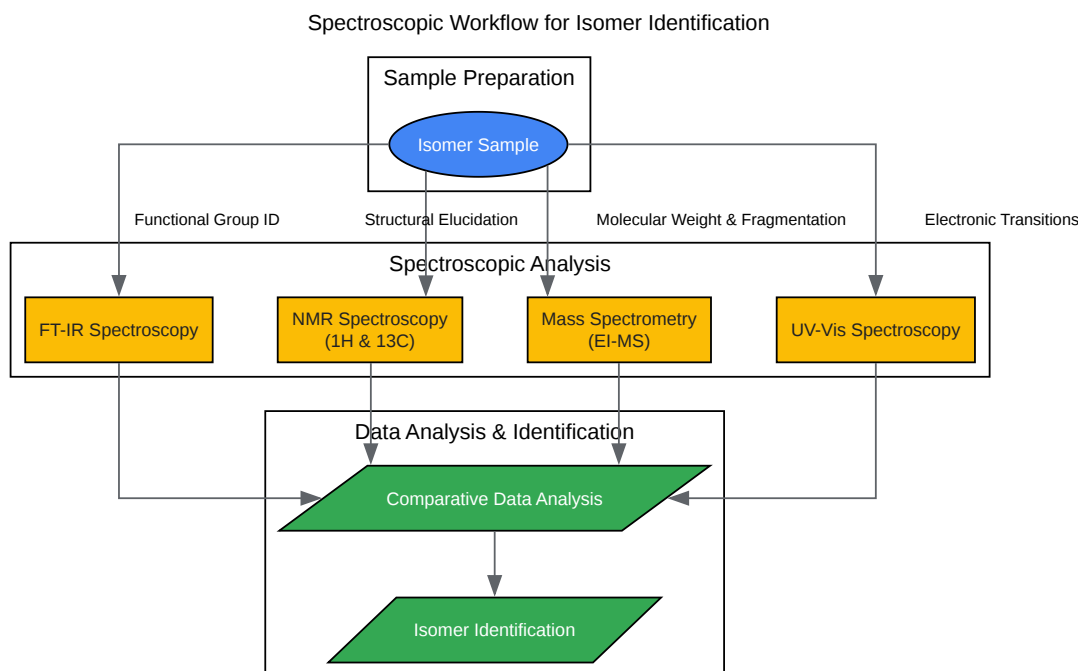 Spectroscopic Workflow for Isomer Identification
Sample Preparation
Isomer Sample
Functional Group ID
Structural Elucidation
Molecular Weight & Fragmentation
Electronic Transitions
Spectroscopic Analysis
FT-IR Spectroscopy
NMR Spectroscopy
(1H & 13C)
Mass Spectrometry
(EI-MS)
UV-Vis Spectroscopy
Data Analysis & Identification
Comparative Data Analysis
Isomer Identification